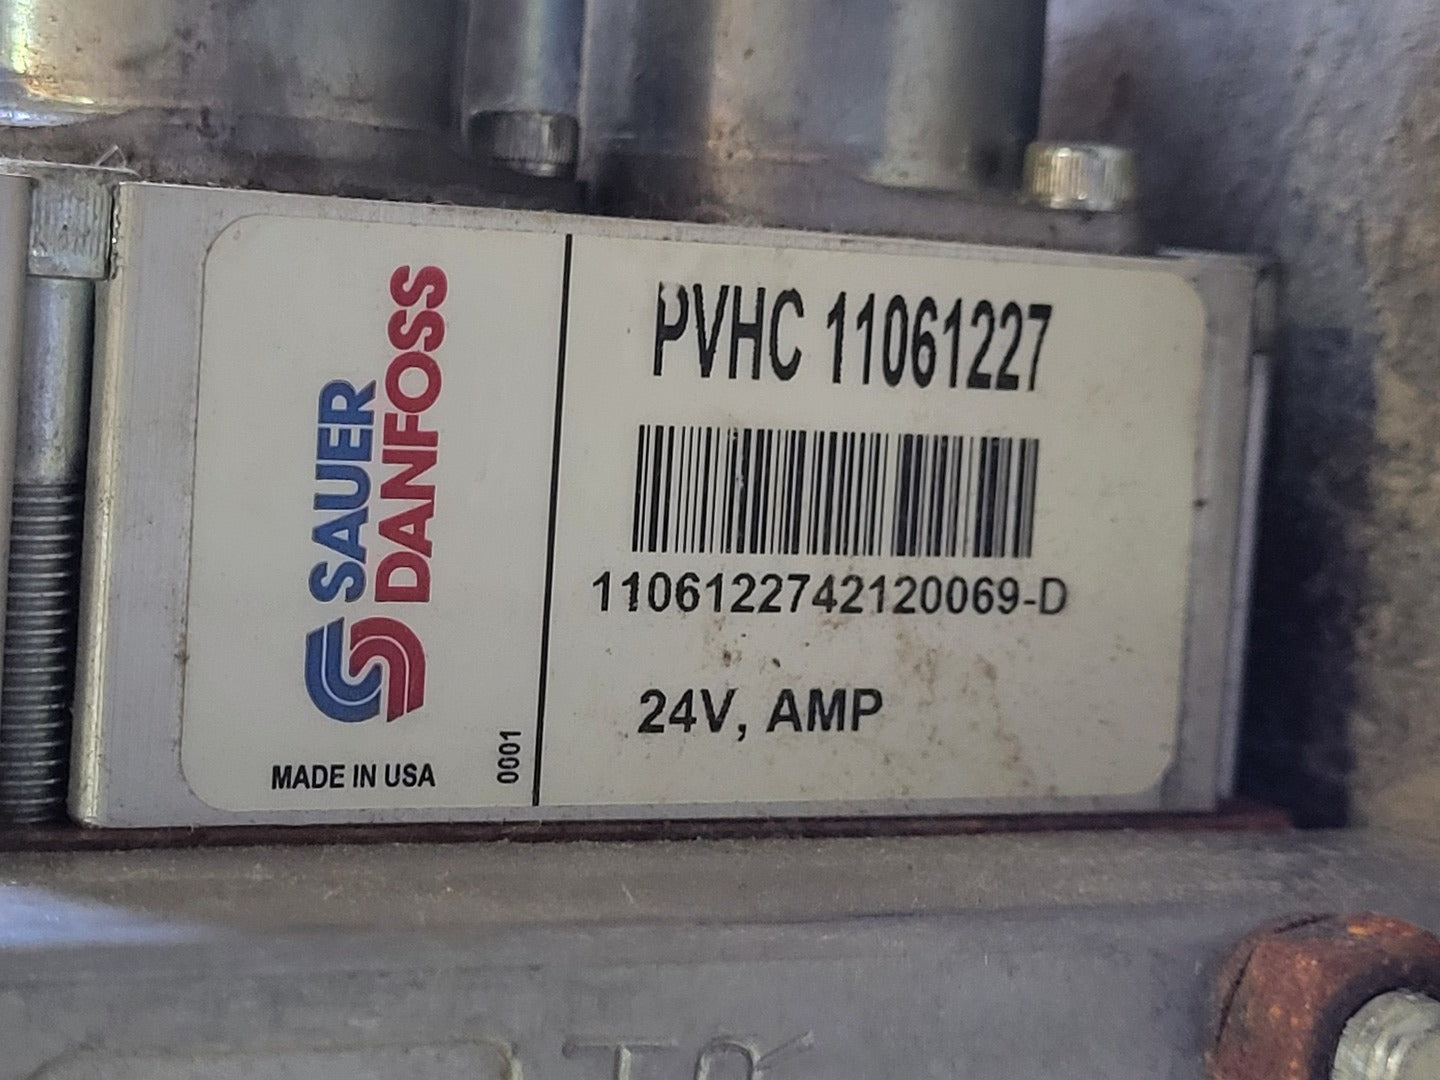 SAUER
DANFOSS
MADE IN USA
0001
PVHC 11061227
1106122742120069-D
24V, AMP